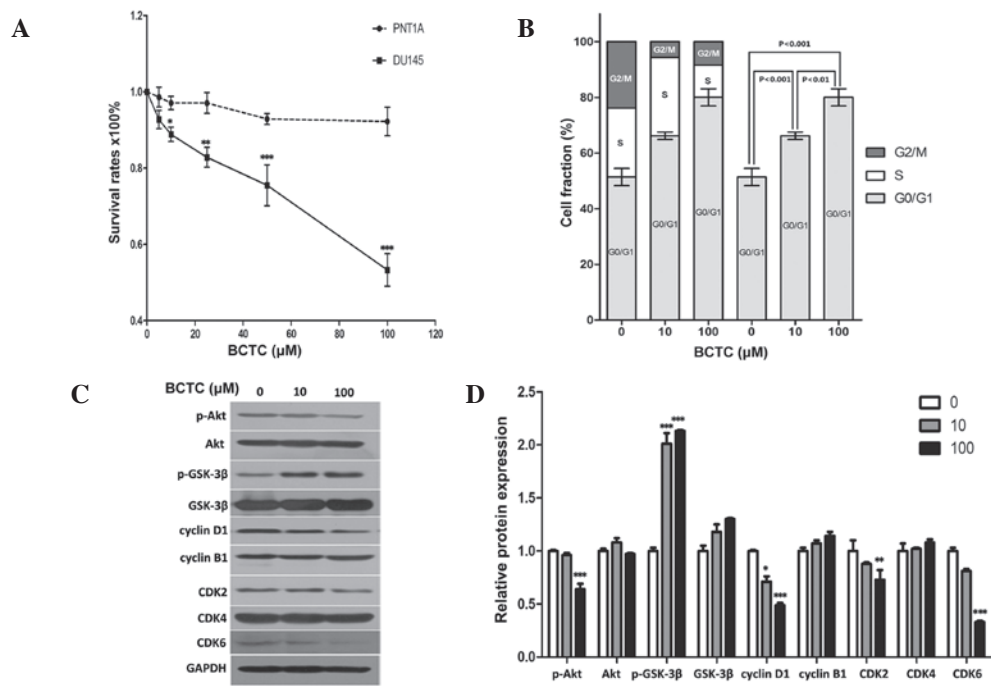 A
Survival rates x100%
1.2
1.0
0.8
0.6
0.4
PNT1A
DU145
*
**
***
***
0 20 40 60 80 100 120
BCTC (µM)
B
Cell fraction (%)
100
80
60
40
20
0
G2/M
S
G0/G1
G2/M
S
G0/G1
G2/M
S
G0/G1
G0/G1
G0/G1
G0/G1
P<0.001
P<0.001
P<0.01
0 10 100 0 10 100
BCTC (µM)
G2/M
S
G0/G1
C
BCTC (µM) 0 10 100
p-Akt
Akt
p-GSK-3β
GSK-3β
cyclin D1
cyclin B1
CDK2
CDK4
CDK6
GAPDH
D
Relative protein expression
2.5
2.0
1.5
1.0
0.5
0.0
0
10
100
***
***
***
*
***
**
***
p-Akt Akt p-GSK-3β GSK-3β cyclin D1 cyclin B1 CDK2 CDK4 CDK6